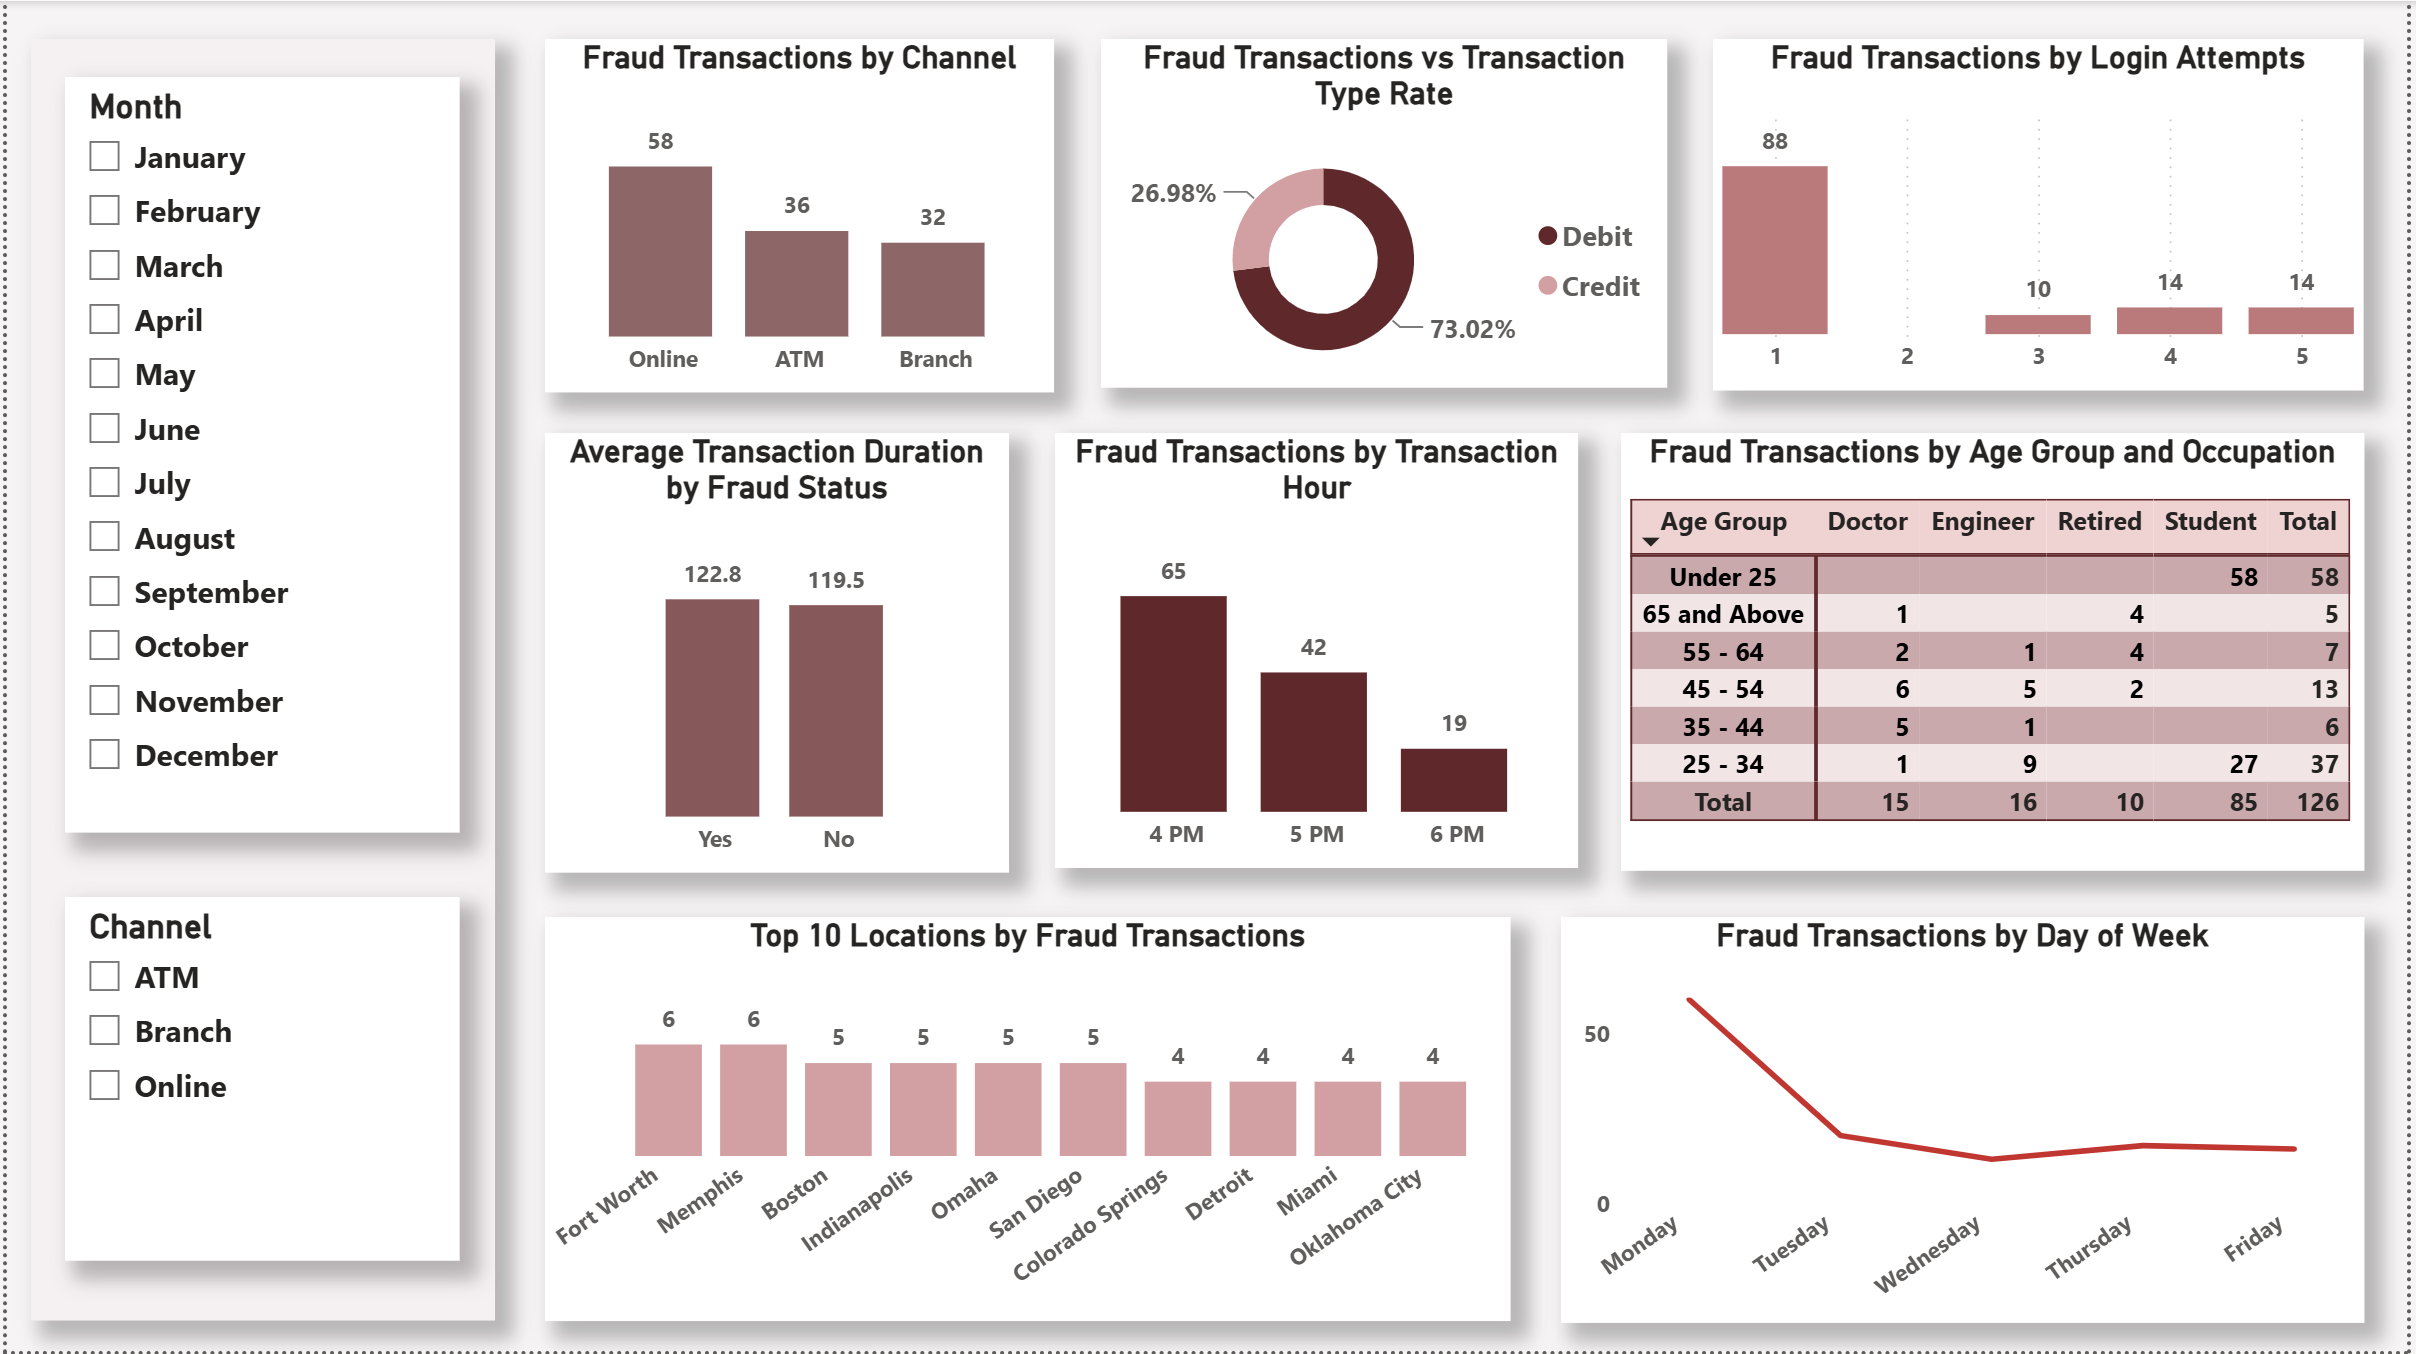 Month
January
February
March
April
May
June
July
August
September
October
November
December
Channel
ATM
Branch
Online
Fraud Transactions by Channel
58
36
32
Online ATM Branch
Fraud Transactions vs Transaction
Type Rate
26.98%
73.02%
Debit
Credit
Fraud Transactions by Login Attempts
88
10
14
14
1 2 3 4 5
Average Transaction Duration
by Fraud Status
122.8
119.5
Yes No
Fraud Transactions by Transaction
Hour
65
42
19
4 PM 5 PM 6 PM
Fraud Transactions by Age Group and Occupation
Age Group Doctor Engineer Retired Student Total
Under 25 58 58
65 and Above 1 4 5
55 - 64 2 1 4 7
45 - 54 6 5 2 13
35 - 44 5 1 6
25 - 34 1 9 27 37
Total 15 16 10 85 126
Top 10 Locations by Fraud Transactions
6 6 5 5 5 5 4 4 4 4
Fort Worth
Memphis
Boston
Indianapolis
Omaha
San Diego
Colorado Springs
Detroit
Miami
Oklahoma City
Fraud Transactions by Day of Week
50
0
Monday
Tuesday
Wednesday
Thursday
Friday